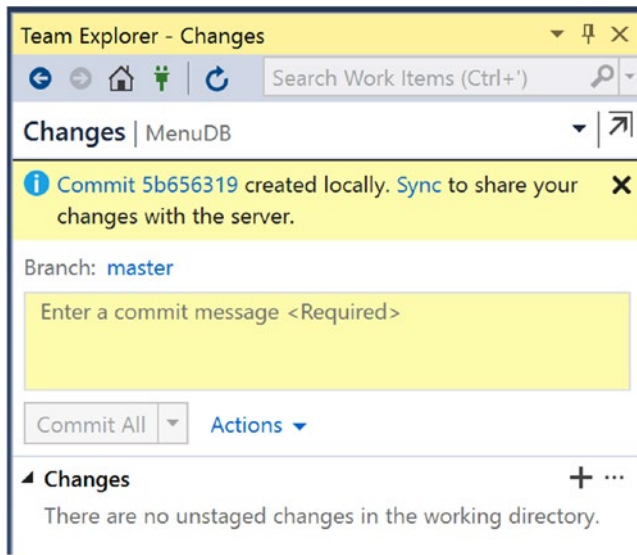 Team Explorer - Changes
Search Work Items (Ctrl+')
Changes | MenuDB
Commit 5b656319 created locally. Sync to share your
changes with the server.
Branch: master
Enter a commit message <Required>
Commit All
Actions
Changes
There are no unstaged changes in the working directory.